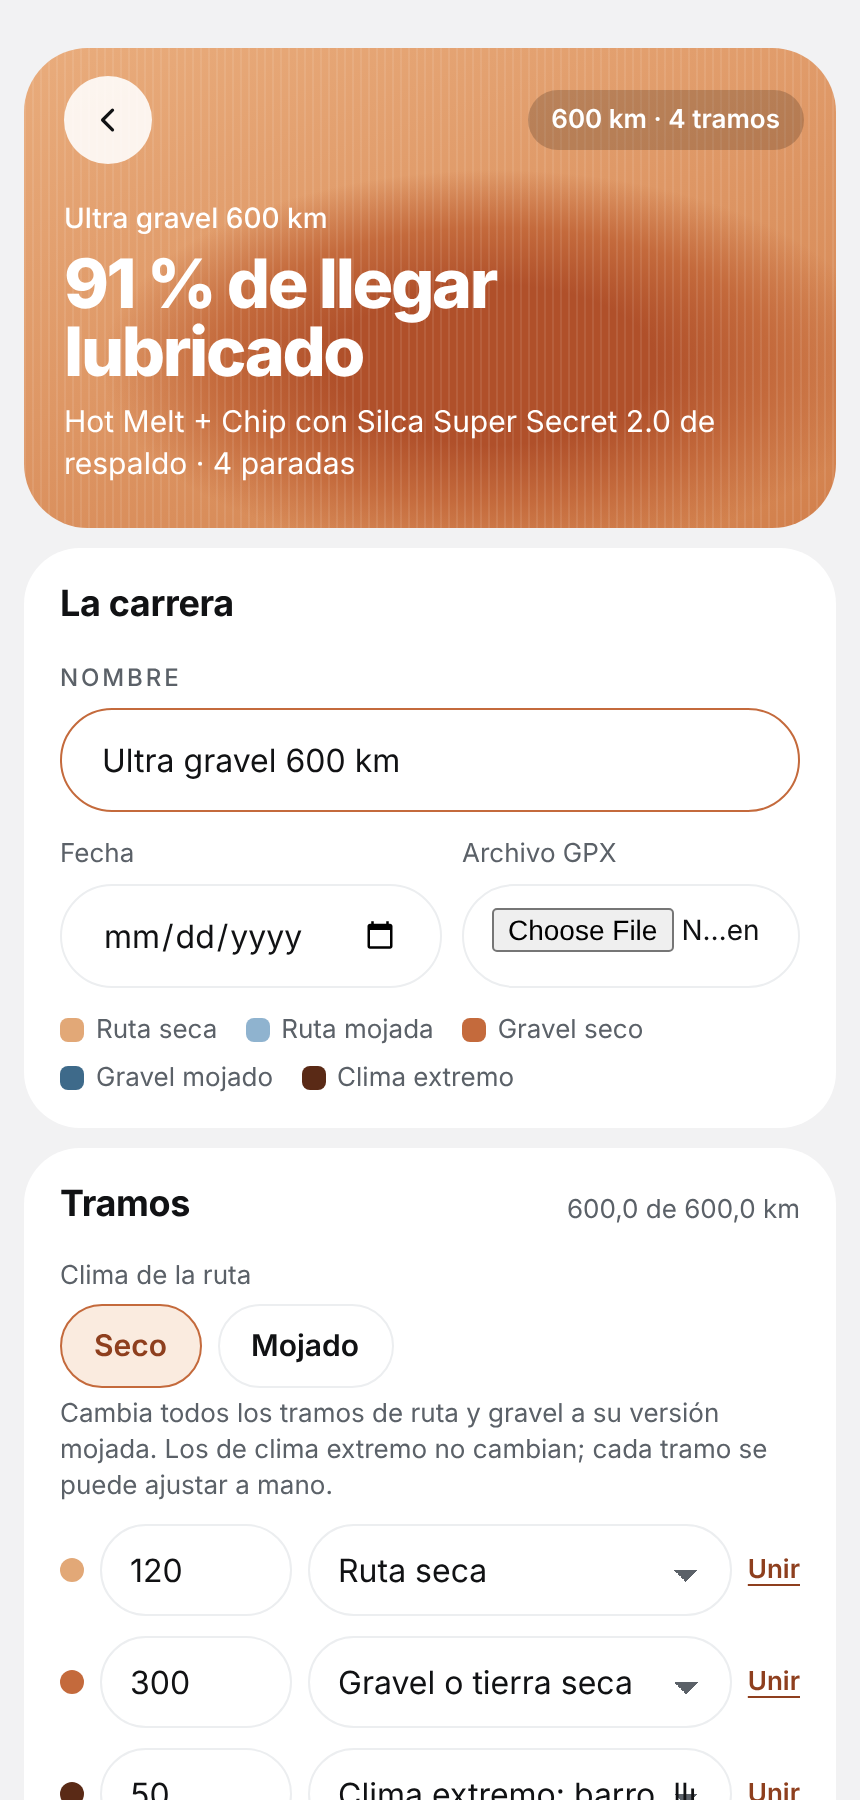 600 km · 4 tramos
Ultra gravel 600 km
91 % de llegar
lubricado
Hot Melt + Chip con Silca Super Secret 2.0 de
respaldo · 4 paradas
La carrera
NOMBRE
Ultra gravel 600 km
Fecha
Archivo GPX
mm/dd/yyyy
Choose File N...en
Ruta seca
Ruta mojada
Gravel seco
Gravel mojado
Clima extremo
Tramos
600,0 de 600,0 km
Clima de la ruta
Seco
Mojado
Cambia todos los tramos de ruta y gravel a su versión
mojada. Los de clima extremo no cambian; cada tramo se
puede ajustar a mano.
120 Ruta seca Unir
300 Gravel o tierra seca Unir
50 Clima extremo: barro, Unir